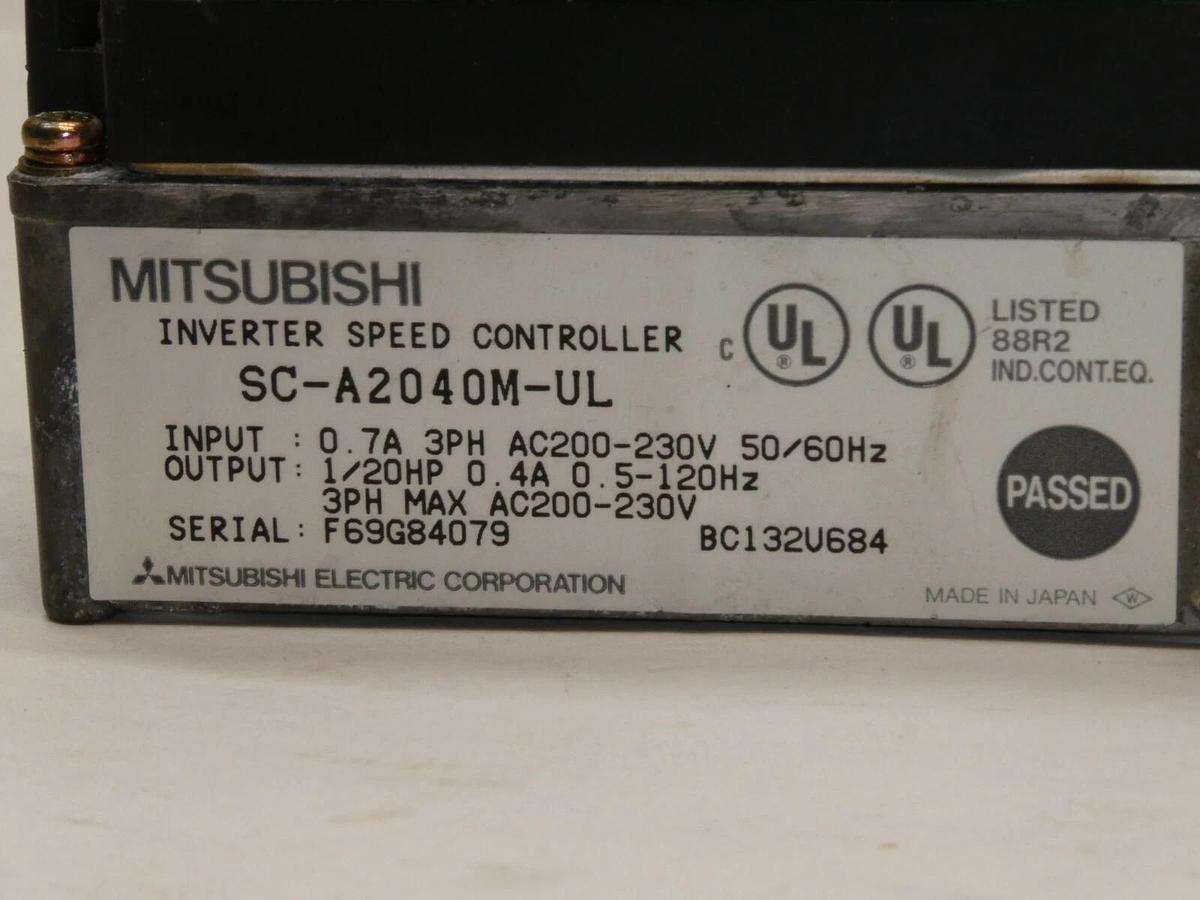 MITSUBISHI
INVERTER SPEED CONTROLLER
SC-A2040M-UL
INPUT : 0.7A 3PH AC200-230V 50/60Hz
OUTPUT: 1/20HP 0.4A 0.5-120Hz
3PH MAX AC200-230V
SERIAL: F69G84079 BC132U684
MITSUBISHI ELECTRIC CORPORATION
C UL ® UL ®
LISTED
88R2
IND.CONT.EQ.
PASSED
MADE IN JAPAN W